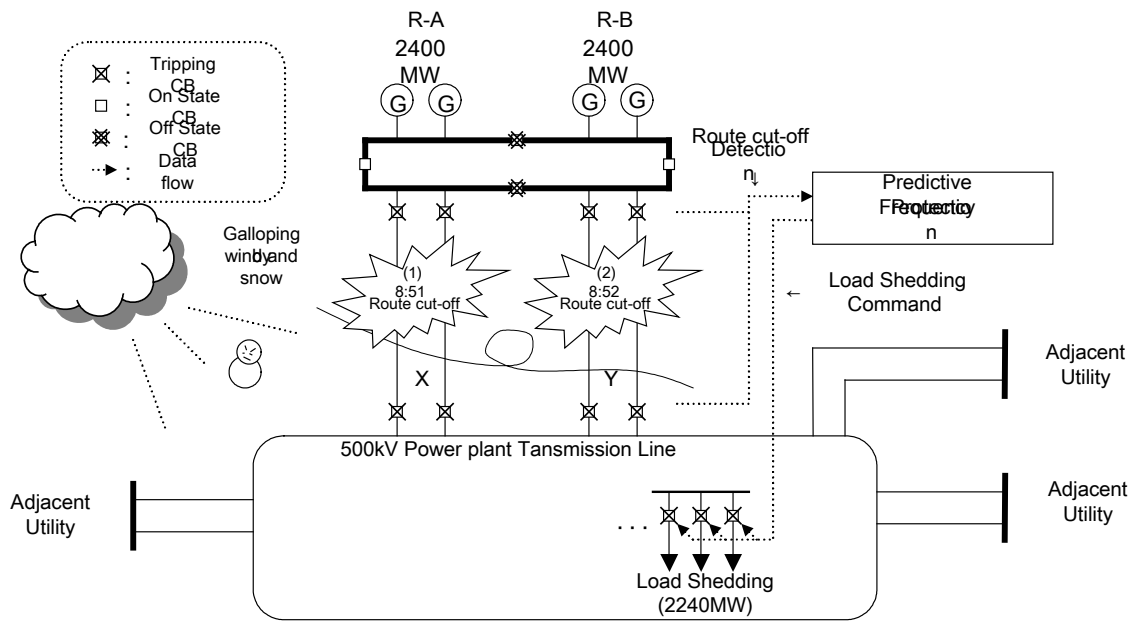 R-A
2400
MW
R-B
2400
MW
G
G
G
G
: Tripping
CB
: On State
CB
: Off State
CB
: Data
flow
Route cut-off
Detectio
n
↓
Predictive
Frequency
Protectio
n
Galloping
by
wind and
snow
(1)
8:51
Route cut-off
(2)
8:52
Route cut-off
← Load Shedding
Command
X
Y
Adjacent
Utility
500kV Power plant Tansmission Line
Adjacent
Utility
Adjacent
Utility
. . .
Load Shedding
(2240MW)